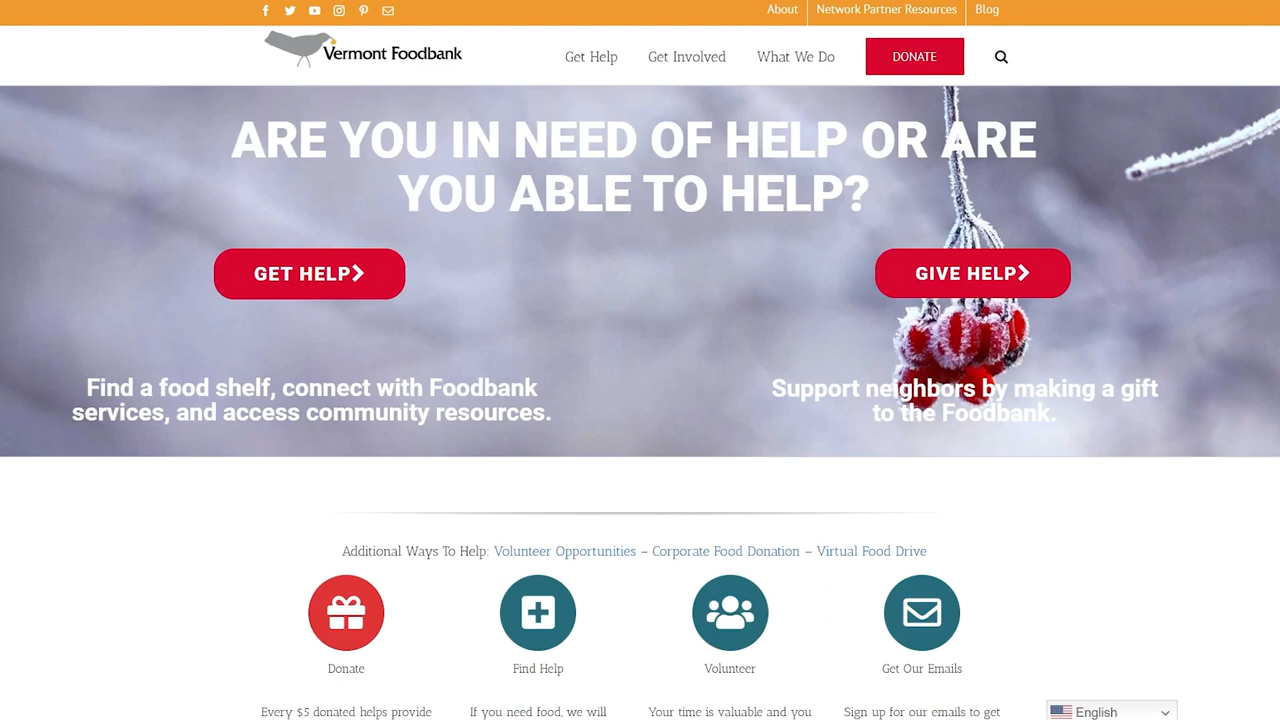 About
Network Partner Resources
Blog
Vermont Foodbank
Get Help
Get Involved
What We Do
DONATE
ARE YOU IN NEED OF HELP OR ARE
YOU ABLE TO HELP?
GET HELP
GIVE HELP
Find a food shelf, connect with Foodbank
services, and access community resources.
Support neighbors by making a gift
to the Foodbank.
Additional Ways To Help: Volunteer Opportunities – Corporate Food Donation – Virtual Food Drive
Donate
Find Help
Volunteer
Get Our Emails
Every $5 donated helps provide
If you need food, we will
Your time is valuable and you
Sign up for our emails to get
English